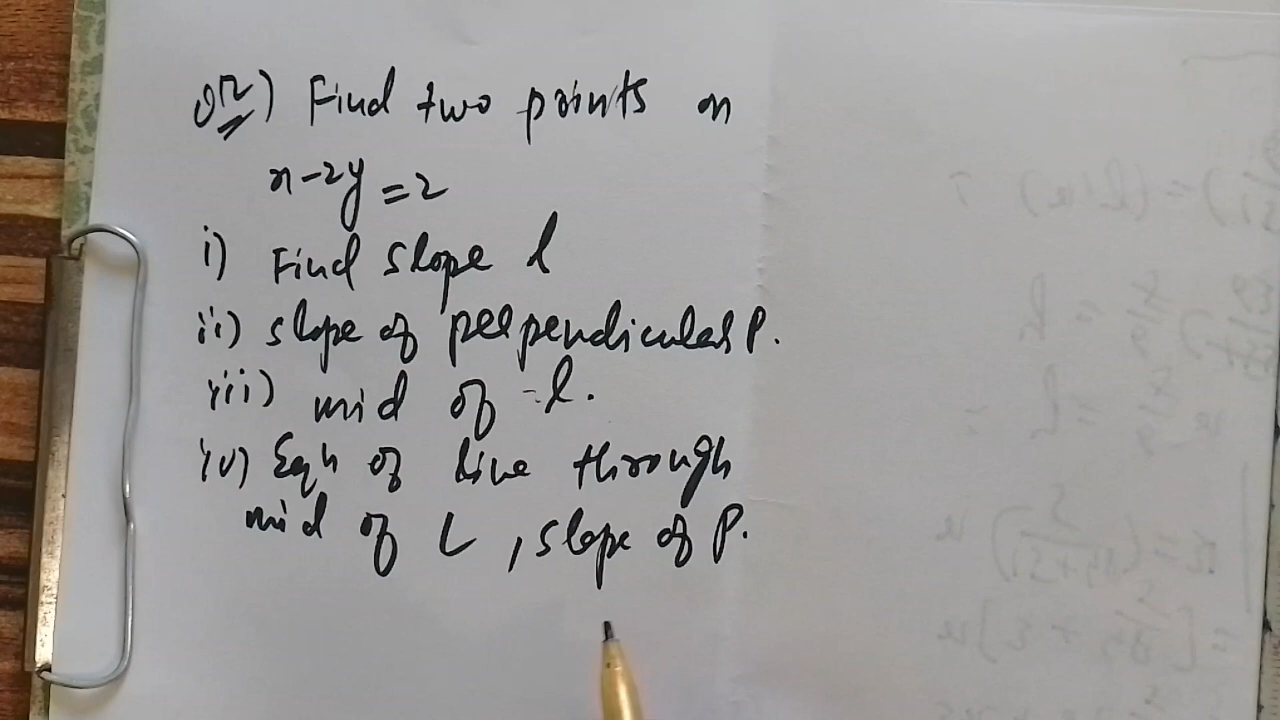 Find two points on
x-2y=2
i) Find slope l
ii) slope of perpendicular P.
iii) mid of l.
iv) Eqn of line through
mid of L, slope of P.